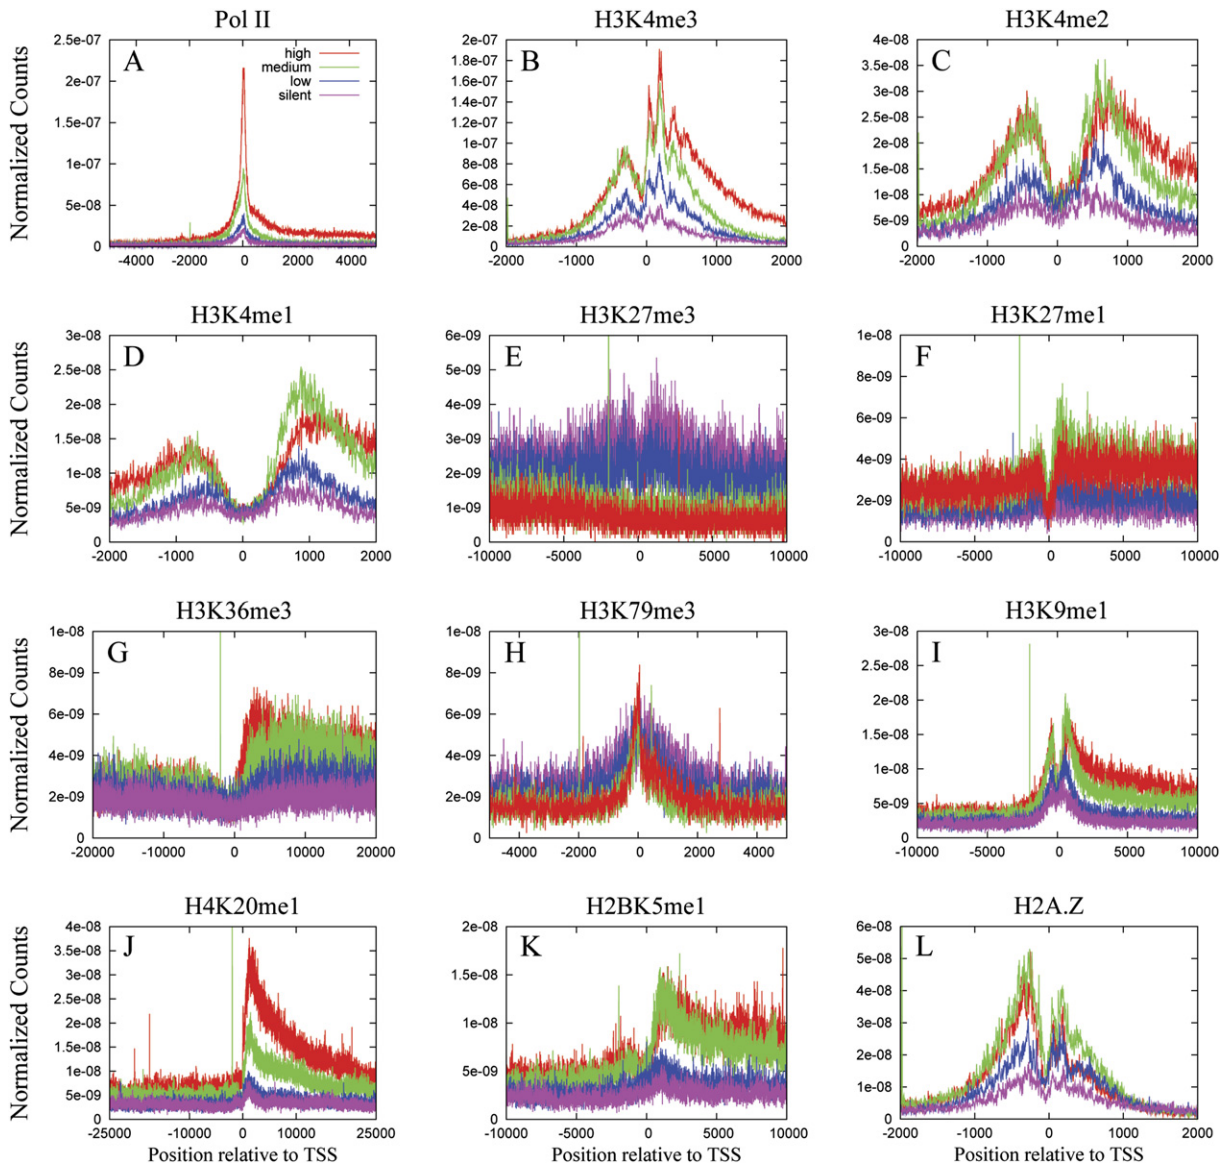 Pol II
H3K4me3
H3K4me2
Normalized Counts
2.5e-07
2e-07
1.5e-07
1e-07
5e-08
0
A
high
medium
low
silent
-4000 -2000 0 2000 4000
2e-07
1.8e-07
1.6e-07
1.4e-07
1.2e-07
1e-07
8e-08
6e-08
4e-08
2e-08
0
B
-2000 -1000 0 1000 2000
4e-08
3.5e-08
3e-08
2.5e-08
2e-08
1.5e-08
1e-08
5e-09
0
C
-2000 -1000 0 1000 2000
H3K4me1
H3K27me3
H3K27me1
Normalized Counts
3e-08
2.5e-08
2e-08
1.5e-08
1e-08
5e-09
0
D
-2000 -1000 0 1000 2000
6e-09
5e-09
4e-09
3e-09
2e-09
1e-09
0
E
-10000 -5000 0 5000 10000
1e-08
8e-09
6e-09
4e-09
2e-09
0
F
-10000 -5000 0 5000 10000
H3K36me3
H3K79me3
H3K9me1
Normalized Counts
1e-08
8e-09
6e-09
4e-09
2e-09
0
G
-20000 -10000 0 10000 20000
1e-08
8e-09
6e-09
4e-09
2e-09
0
H
-4000 -2000 0 2000 4000
3e-08
2.5e-08
2e-08
1.5e-08
1e-08
5e-09
0
I
-10000 -5000 0 5000 10000
H4K20me1
H2BK5me1
H2A.Z
Normalized Counts
4e-08
3.5e-08
3e-08
2.5e-08
2e-08
1.5e-08
1e-08
5e-09
0
J
-25000 -10000 0 10000 25000
Position relative to TSS
2e-08
1.5e-08
1e-08
5e-09
0
K
-10000 -5000 0 5000 10000
Position relative to TSS
6e-08
5e-08
4e-08
3e-08
2e-08
1e-08
0
L
-2000 -1000 0 1000 2000
Position relative to TSS